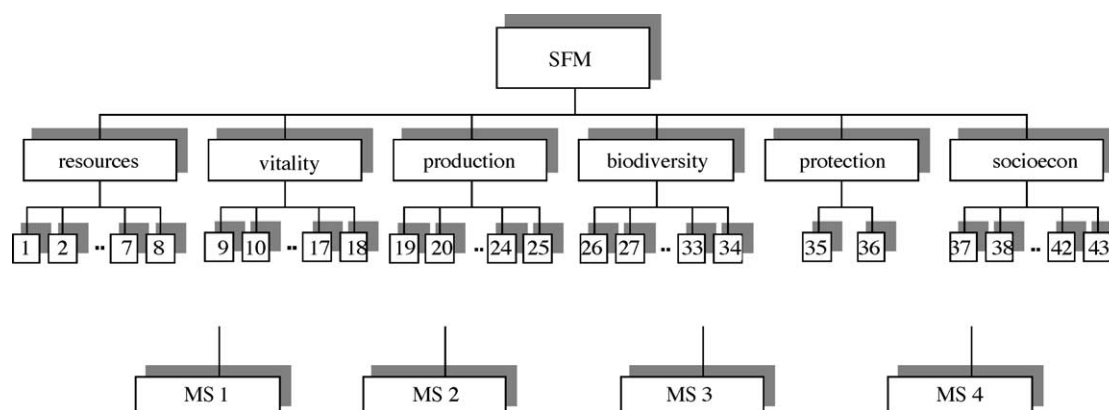 SFM
resources vitality production biodiversity protection socioecon
1 2 .. 7 8 9 10 .. 17 18 19 20 .. 24 25 26 27 .. 33 34 35 36 37 38 .. 42 43
MS 1 MS 2 MS 3 MS 4